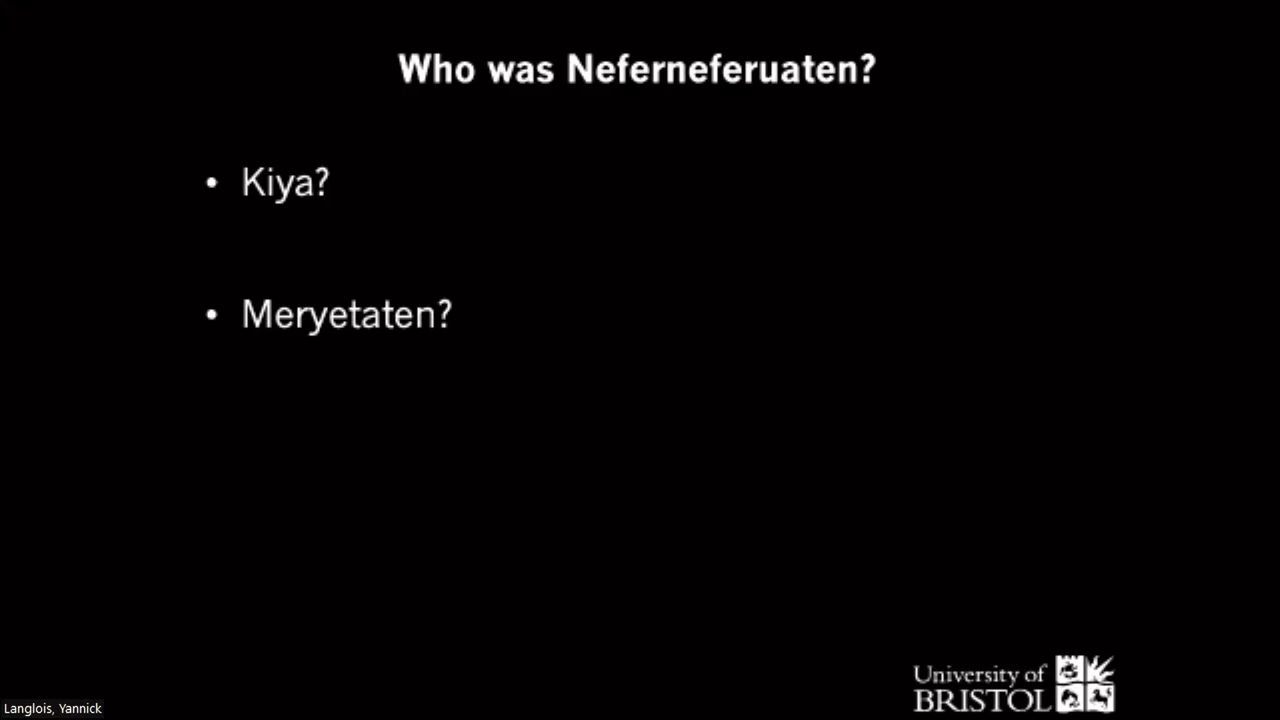 Who was Neferneferuaten?
• Kiya?
• Meryetaten?
University of
BRISTOL
Langlois, Yannick